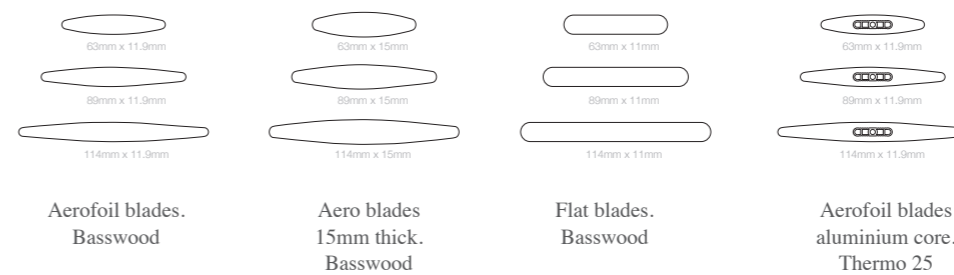 63mm x 11.9mm
89mm x 11.9mm
114mm x 11.9mm
Aerofoil blades.
Basswood
63mm x 15mm
89mm x 15mm
114mm x 15mm
Aero blades
15mm thick.
Basswood
63mm x 11mm
89mm x 11mm
114mm x 11mm
Flat blades.
Basswood
63mm x 11.9mm
89mm x 11.9mm
114mm x 11.9mm
Aerofoil blades
aluminium core.
Thermo 25